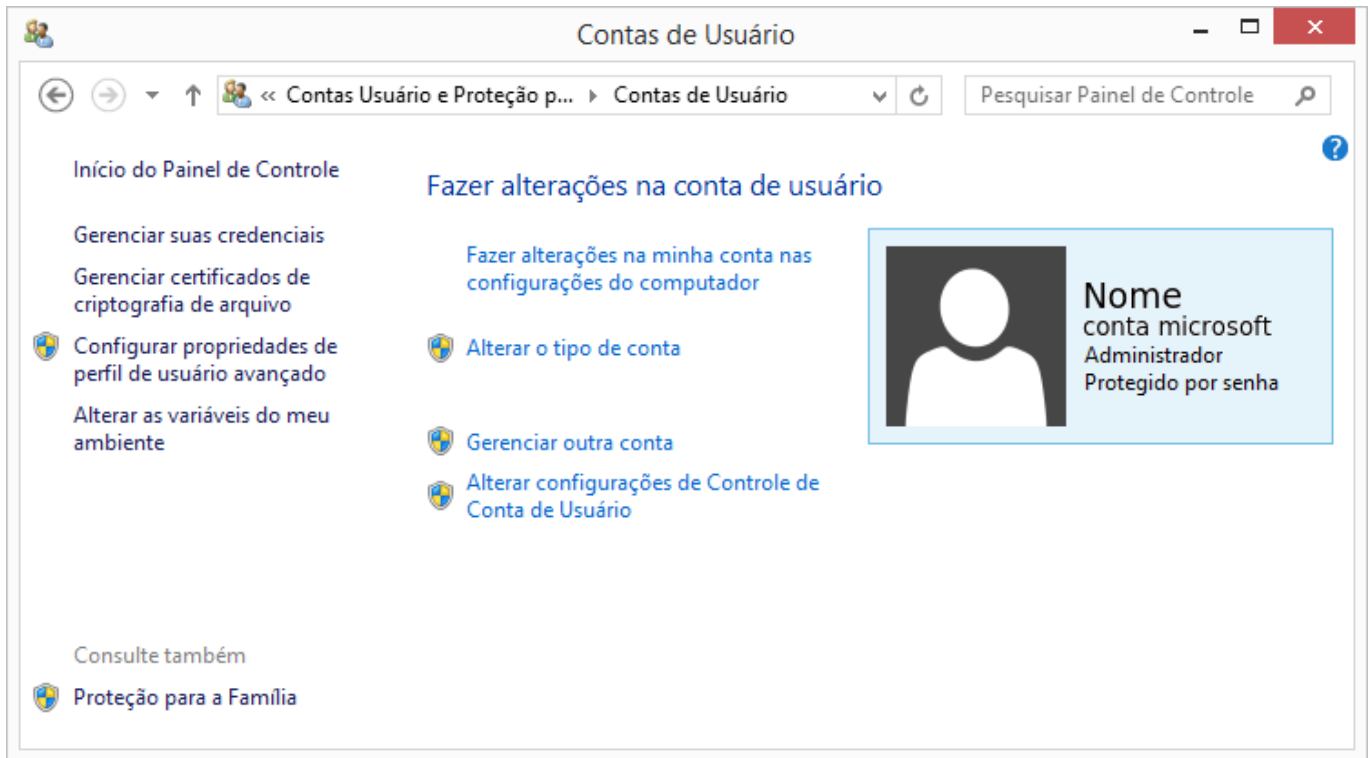 Contas de Usuário
« Contas Usuário e Proteção p... Contas de Usuário
Pesquisar Painel de Controle
Início do Painel de Controle
Gerenciar suas credenciais
Gerenciar certificados de
criptografia de arquivo
Configurar propriedades de
perfil de usuário avançado
Alterar as variáveis do meu
ambiente
Consulte também
Proteção para a Família
Fazer alterações na conta de usuário
Fazer alterações na minha conta nas
configurações do computador
Alterar o tipo de conta
Gerenciar outra conta
Alterar configurações de Controle de
Conta de Usuário
Nome
conta microsoft
Administrador
Protegido por senha